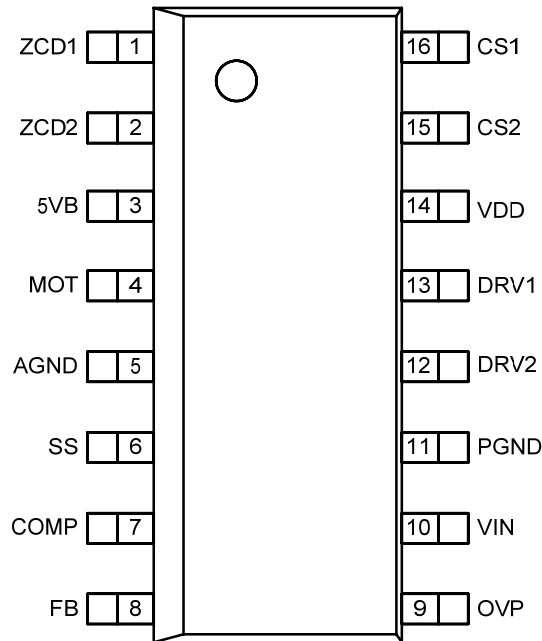 ZCD1 1 16 CS1
ZCD2 2 15 CS2
5VB 3 14 VDD
MOT 4 13 DRV1
AGND 5 12 DRV2
SS 6 11 PGND
COMP 7 10 VIN
FB 8 9 OVP